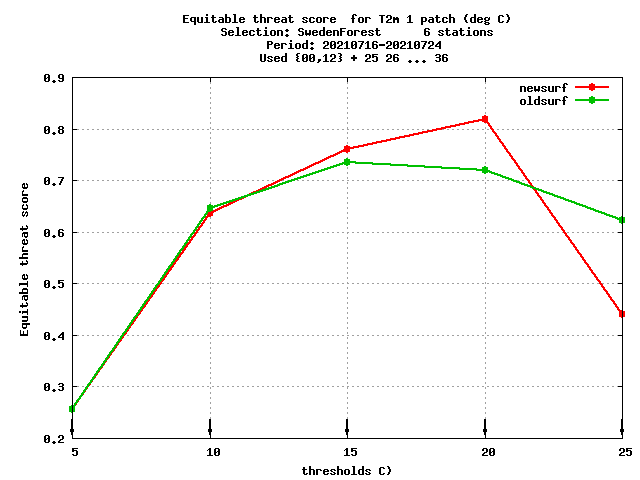 Equitable threat score  for T2m 1 patch (deg C)
Selection: SwedenForest      6 stations
Period: 20210716-20210724
Used {00,12} + 25 26 ... 36
newsurf
oldsurf
Equitable threat score
0.9
0.8
0.7
0.6
0.5
0.4
0.3
0.2
5 10 15 20 25
thresholds C)